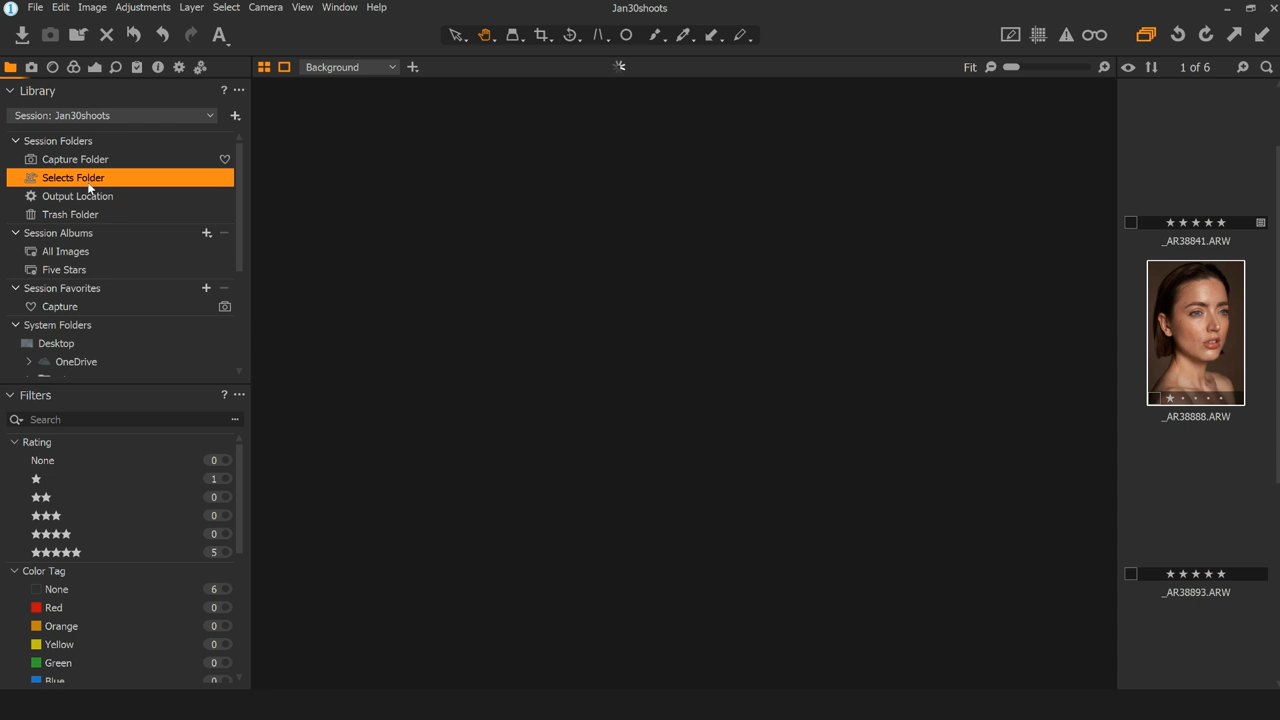 1 File Edit Image Adjustments Layer Select Camera View Window Help Jan30shoots
A
Background Fit 1 of 6
Library ?
Session: Jan30shoots
Session Folders
Capture Folder
Selects Folder
Output Location
Trash Folder
Session Albums
All Images
Five Stars
Session Favorites
Capture
System Folders
Desktop
OneDrive
Filters ?
Search
Rating
None 0
★ 1
★★ 0
★★★ 0
★★★★ 0
★★★★★ 5
Color Tag
None 6
Red 0
Orange 0
Yellow 0
Green 0
Blue 0
★★★★★
_AR38841.ARW
★ • • • •
_AR38888.ARW
★★★★★
_AR38893.ARW